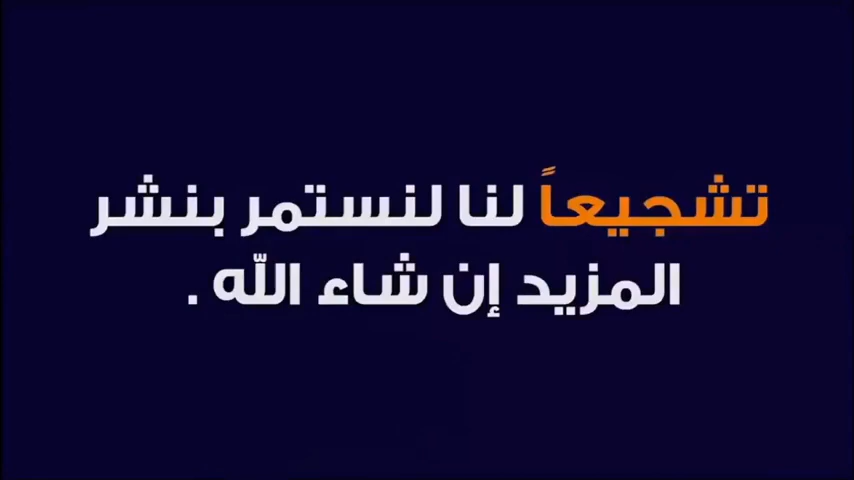 تشجيعاً لنا لنستمر بنشر
المزيد إن شاء الله .